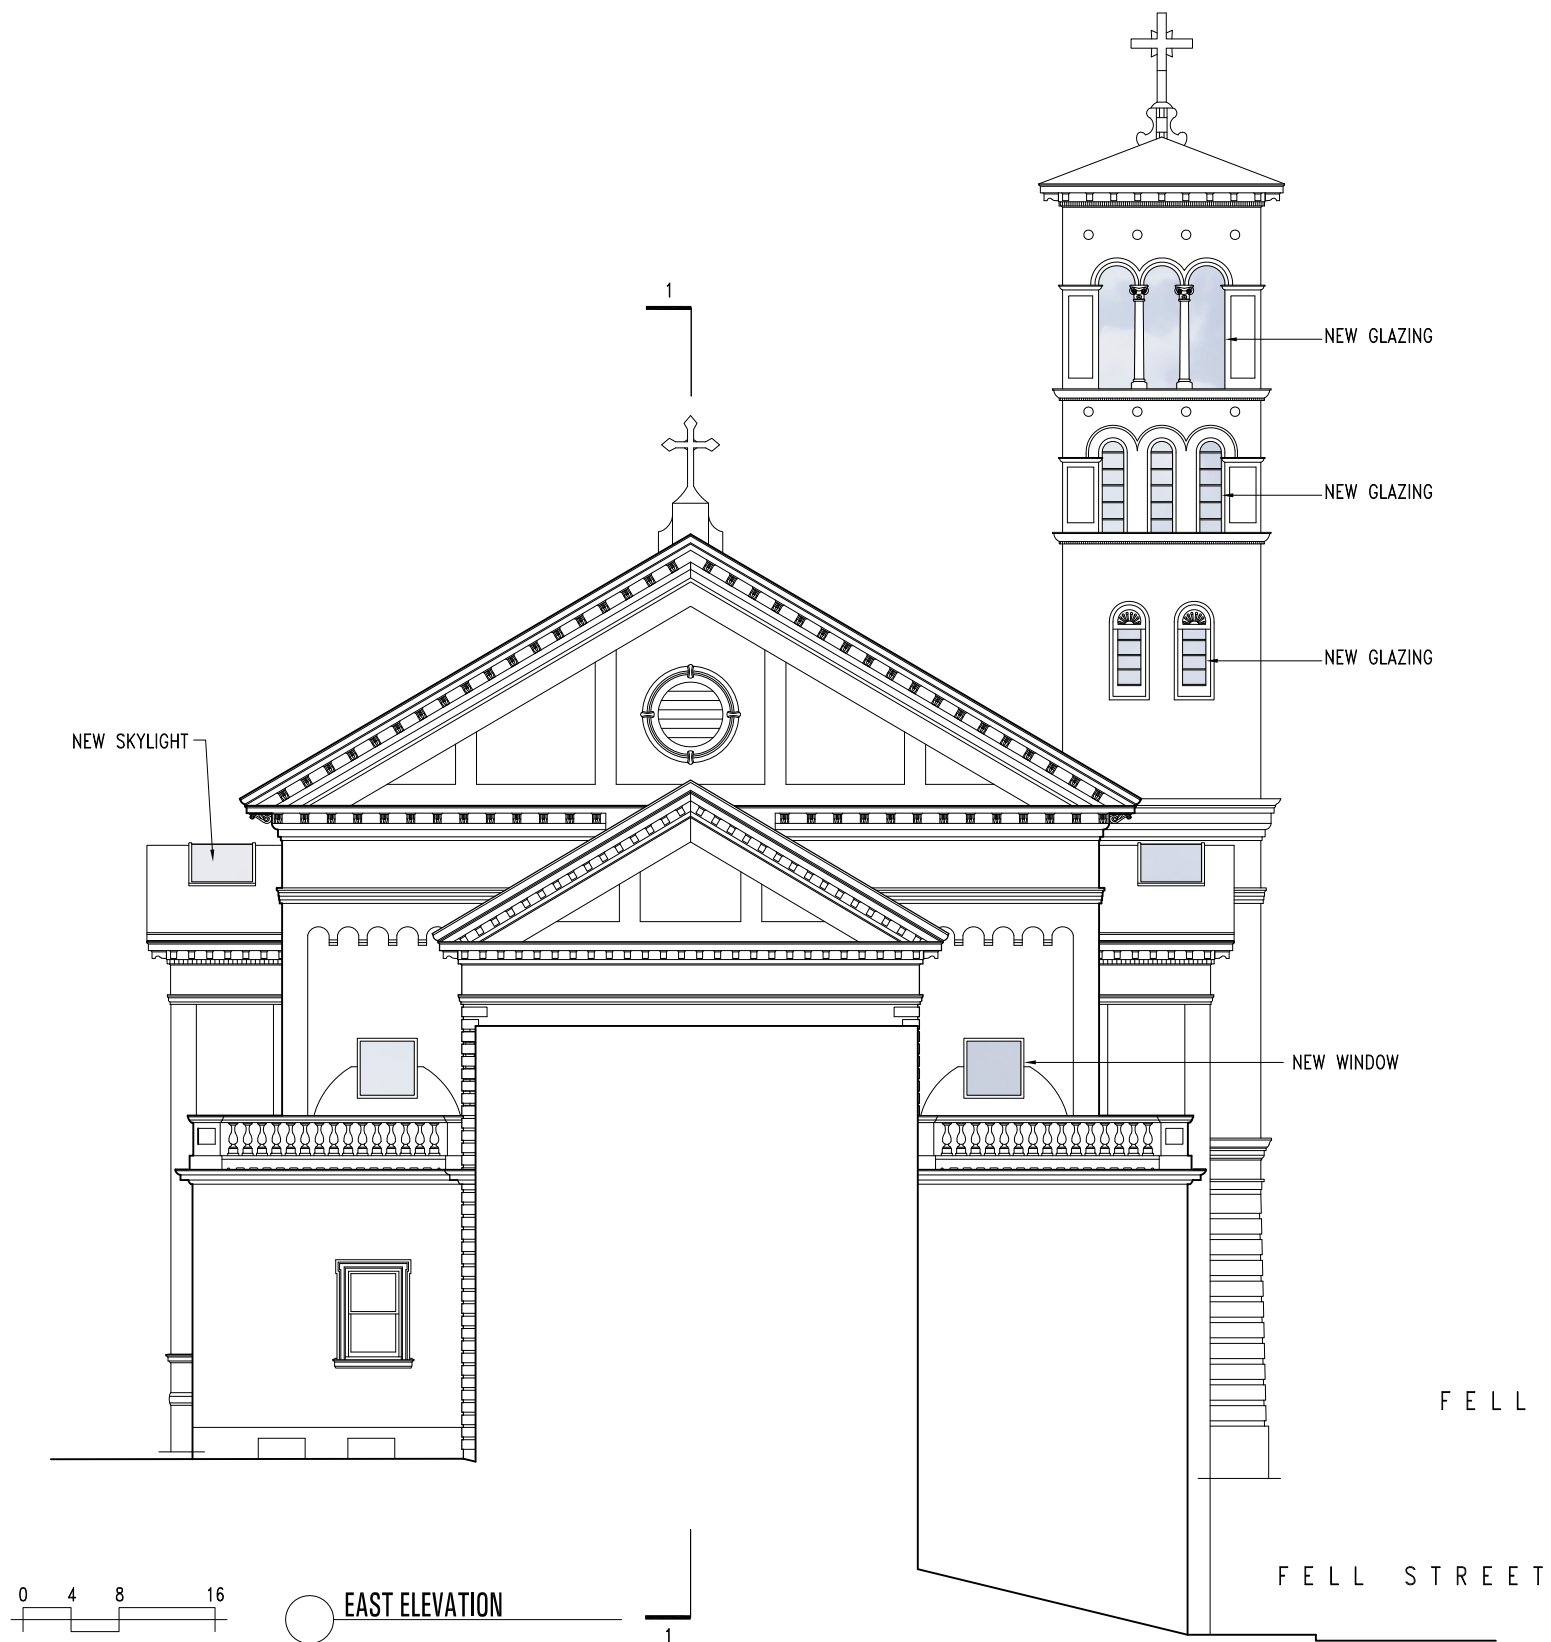 1
NEW GLAZING
NEW GLAZING
NEW GLAZING
NEW SKYLIGHT
NEW WINDOW
FELL
FELL STREET
0 4 8 16
EAST ELEVATION
1